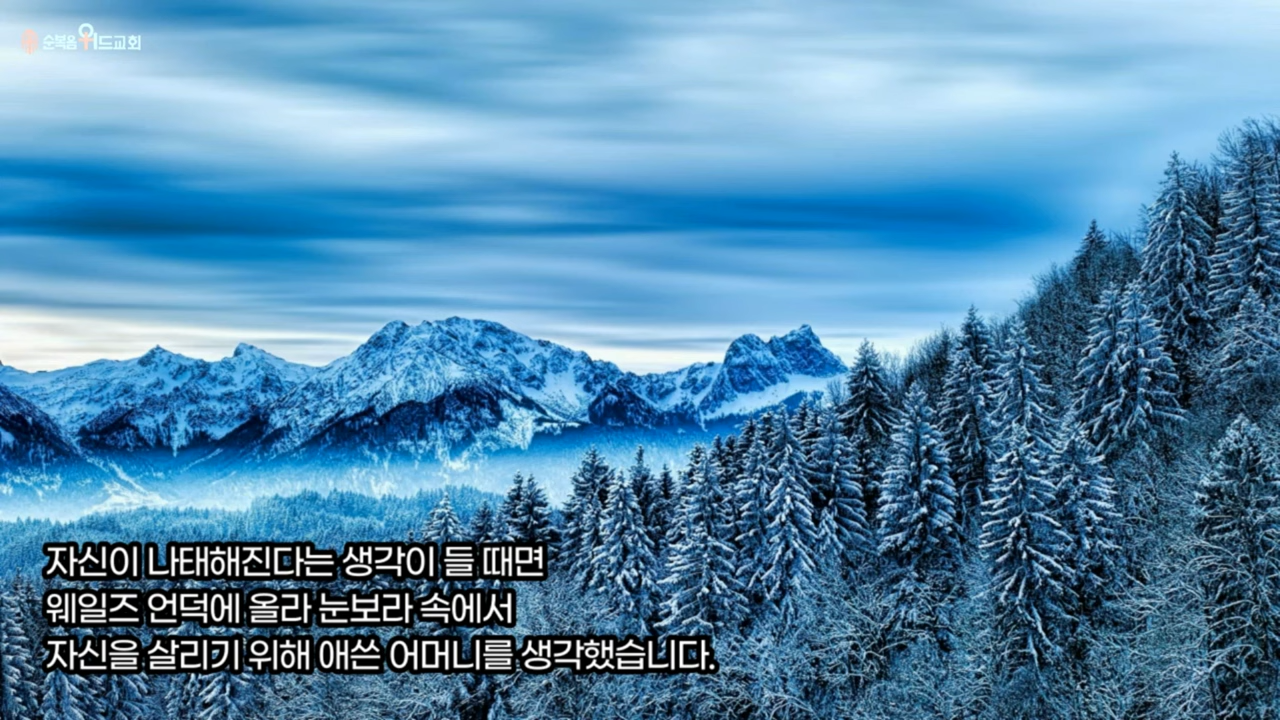 순복음워드교회
자신이 나태해진다는 생각이 들 때면
웨일즈 언덕에 올라 눈보라 속에서
자신을 살리기 위해 애쓴 어머니를 생각했습니다.